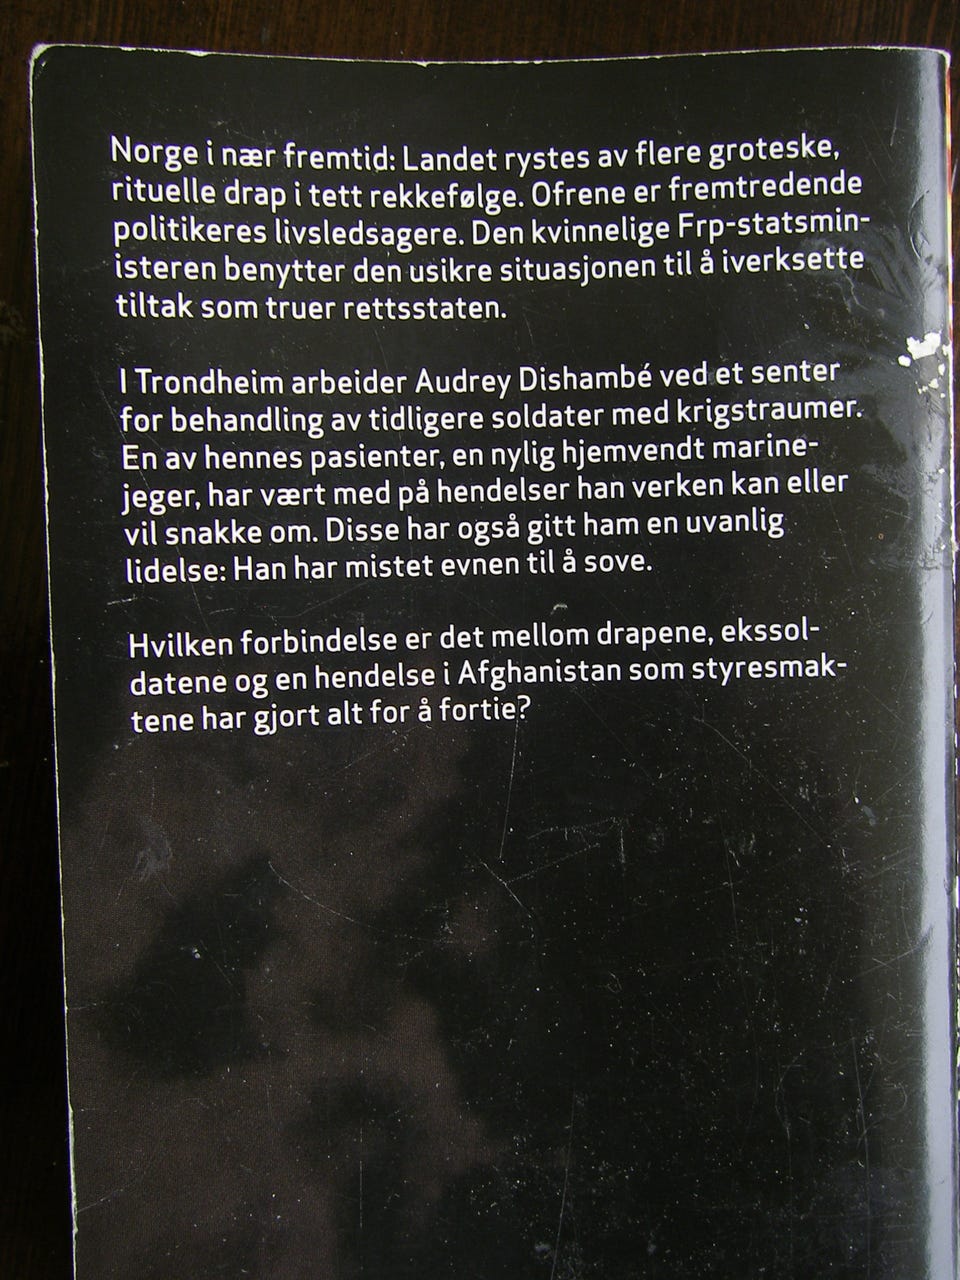 Norge i nær fremtid: Landet rystes av flere groteske,
rituelle drap i tett rekkefølge. Ofrene er fremtredende
politikeres livsledsagere. Den kvinnelige Frp-statsmin-
isteren benytter den usikre situasjonen til å iverksette
tiltak som truer rettsstaten.
I Trondheim arbeider Audrey Dishambé ved et senter
for behandling av tidligere soldater med krigstraumer.
En av hennes pasienter, en nylig hjemvendt marine-
jeger, har vært med på hendelser han verken kan eller
vil snakke om. Disse har også gitt ham en uvanlig
lidelse: Han har mistet evnen til å sove.
Hvilken forbindelse er det mellom drapene, ekssol-
datene og en hendelse i Afghanistan som styresmak-
tene har gjort alt for å fortie?